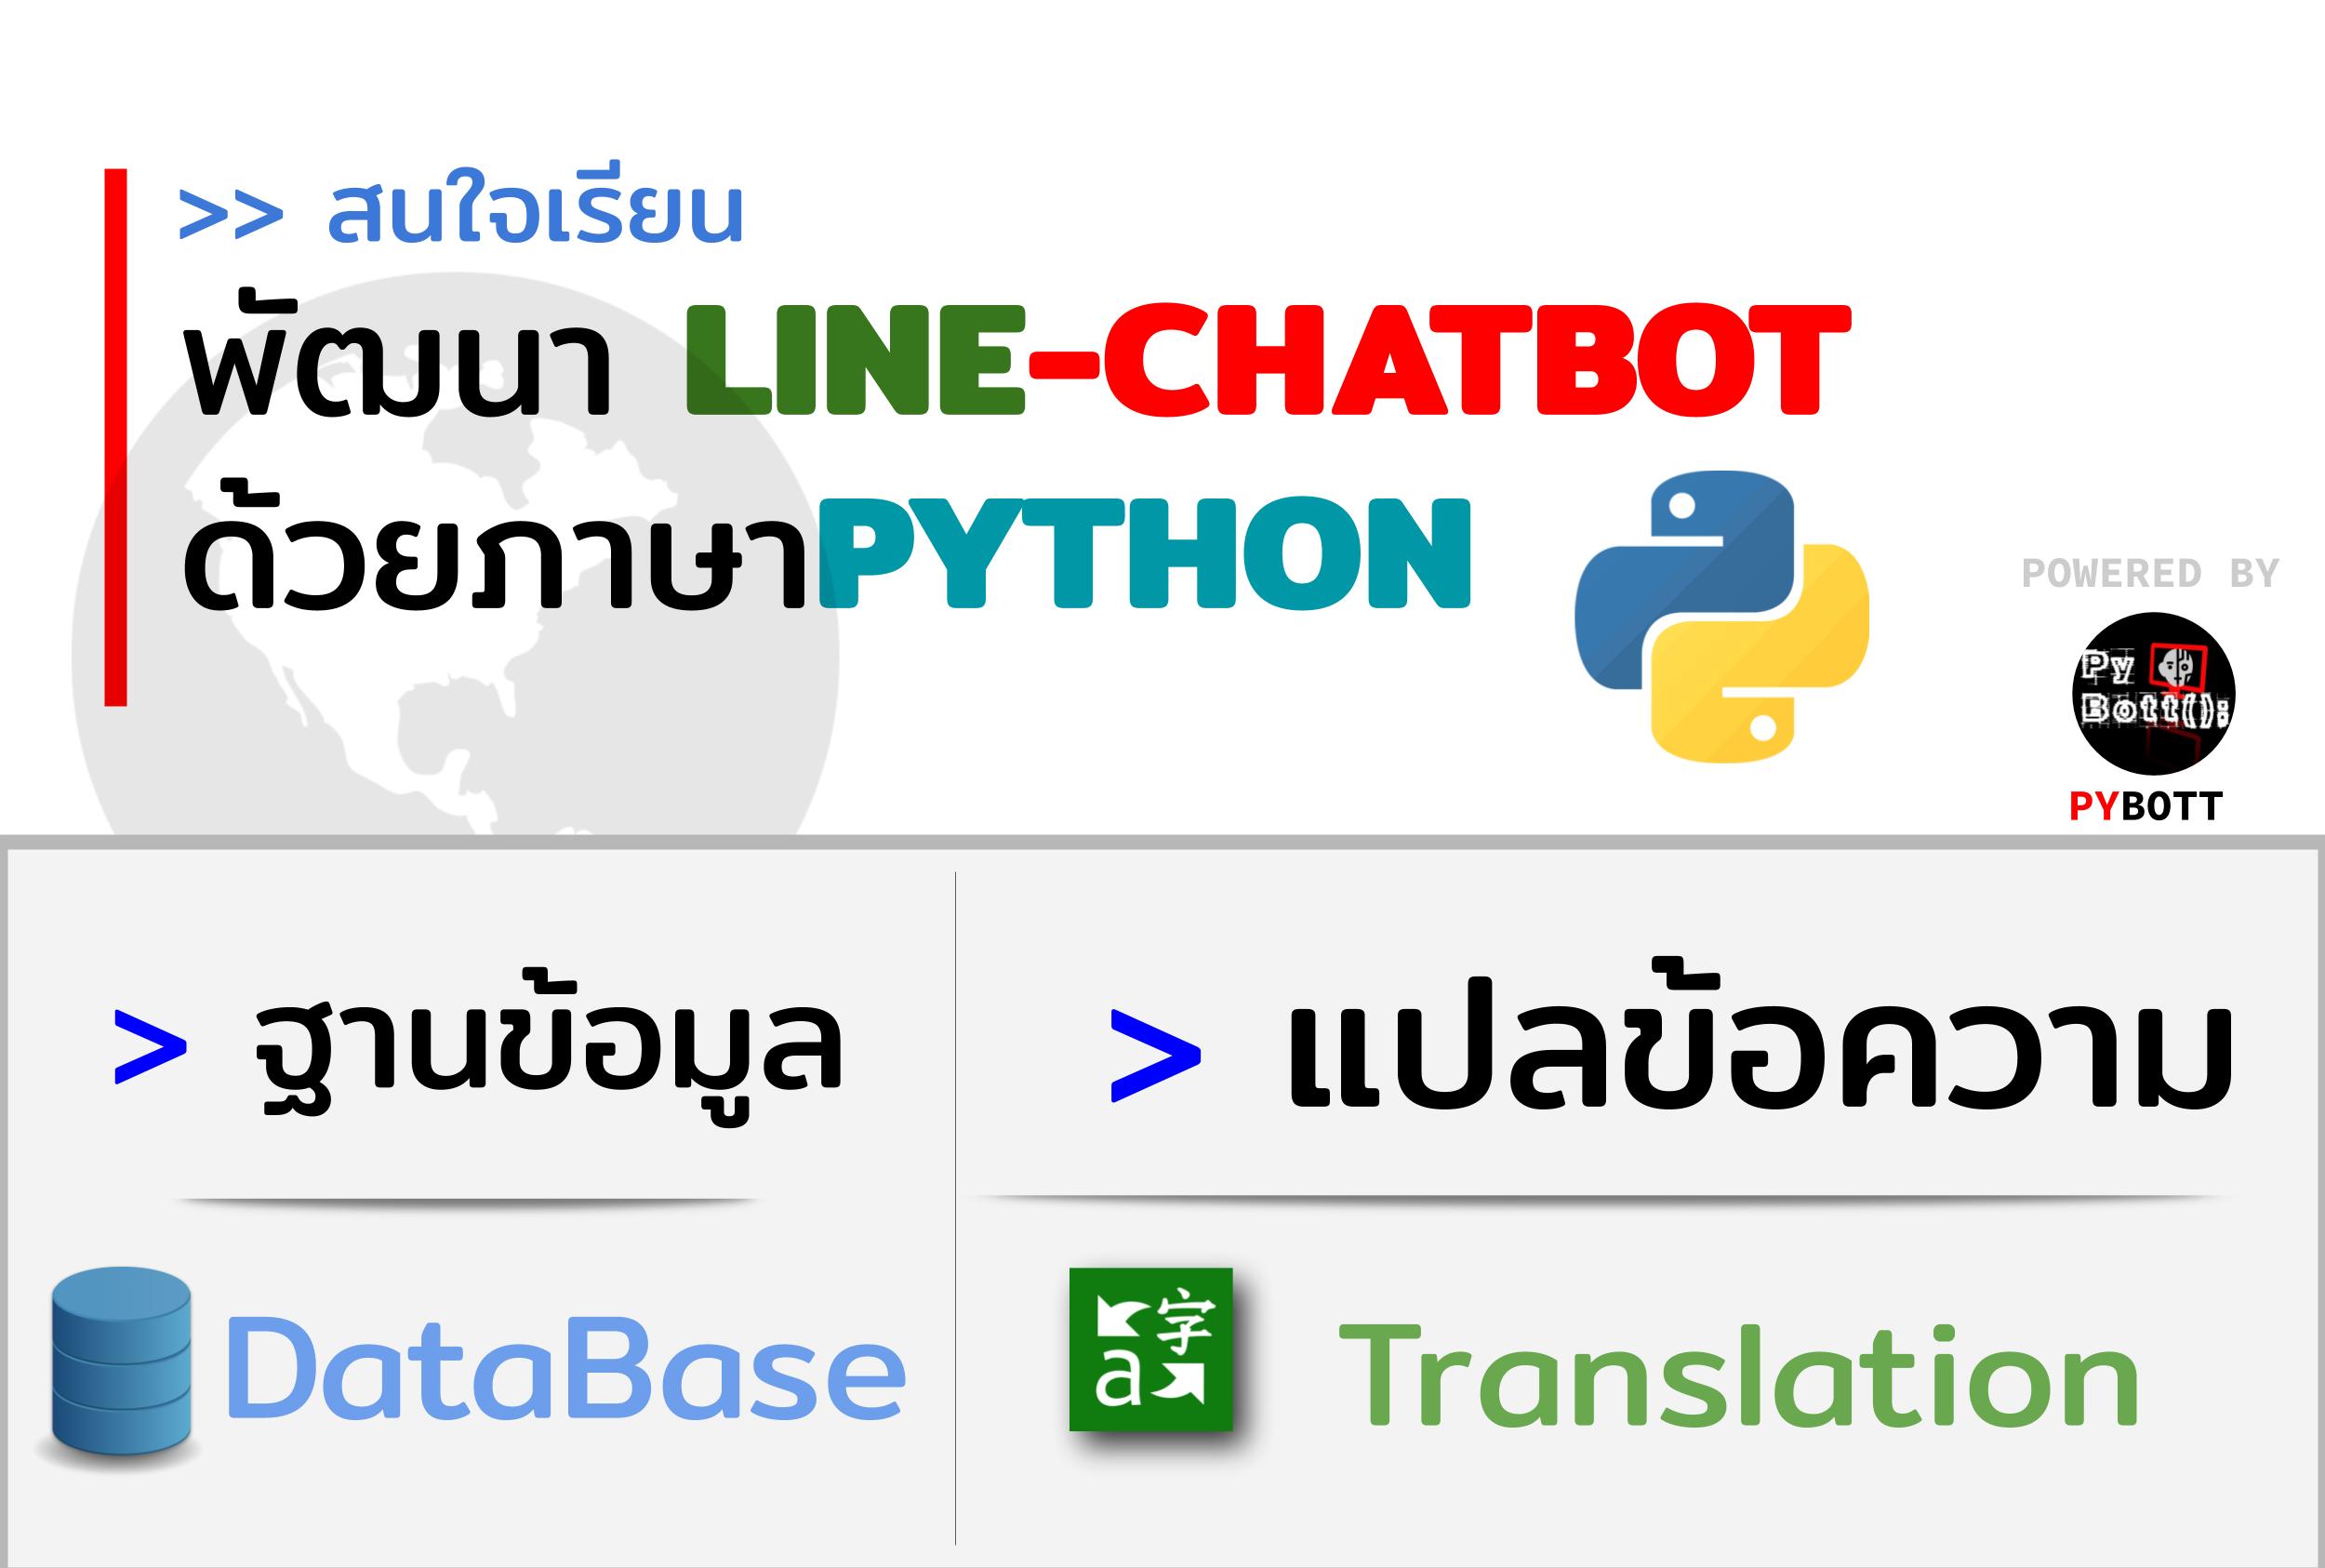 >> สนใจเรียน
พัฒนา LINE-CHATBOT
ด้วยภาษาPYTHON
POWERED BY
Py
Bott():
PYBOTT
> ฐานข้อมูล
> แปลข้อความ
DataBase
字
a
Translation